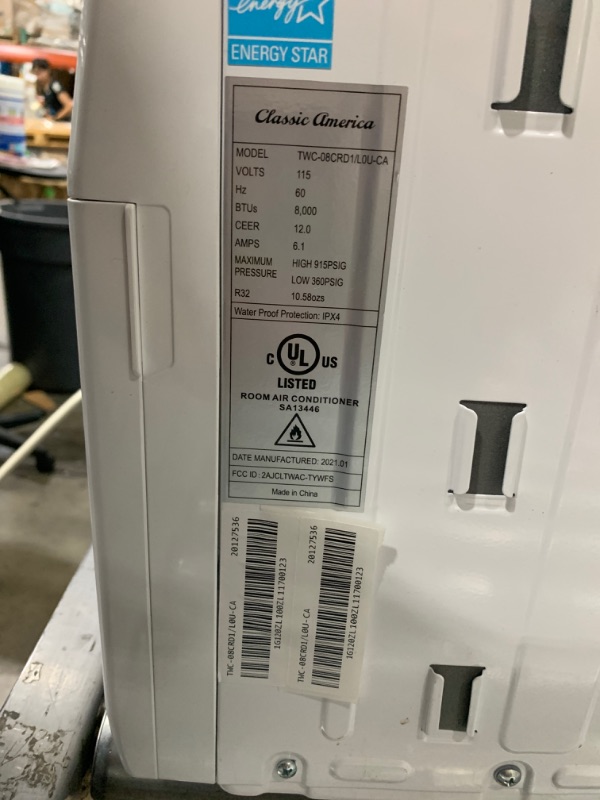 energy
ENERGY STAR
Classic America
MODEL TWC-08CRD1/L0U-CA
VOLTS 115
Hz 60
BTUs 8,000
CEER 12.0
AMPS 6.1
MAXIMUM PRESSURE HIGH 915PSIG
LOW 360PSIG
R32 10.58ozs
Water Proof Protection: IPX4
C UL ® US
LISTED
ROOM AIR CONDITIONER
SA13446
DATE MANUFACTURED: 2021.01
FCC ID: 2AJCLTWAC-TYWFS
Made in China
TWC-08CRD1/L0U-CA 20127536
1G120ZL100ZL11700123
TWC-08CRD1/L0U-CA 20127536
1G120ZL100ZL11700123